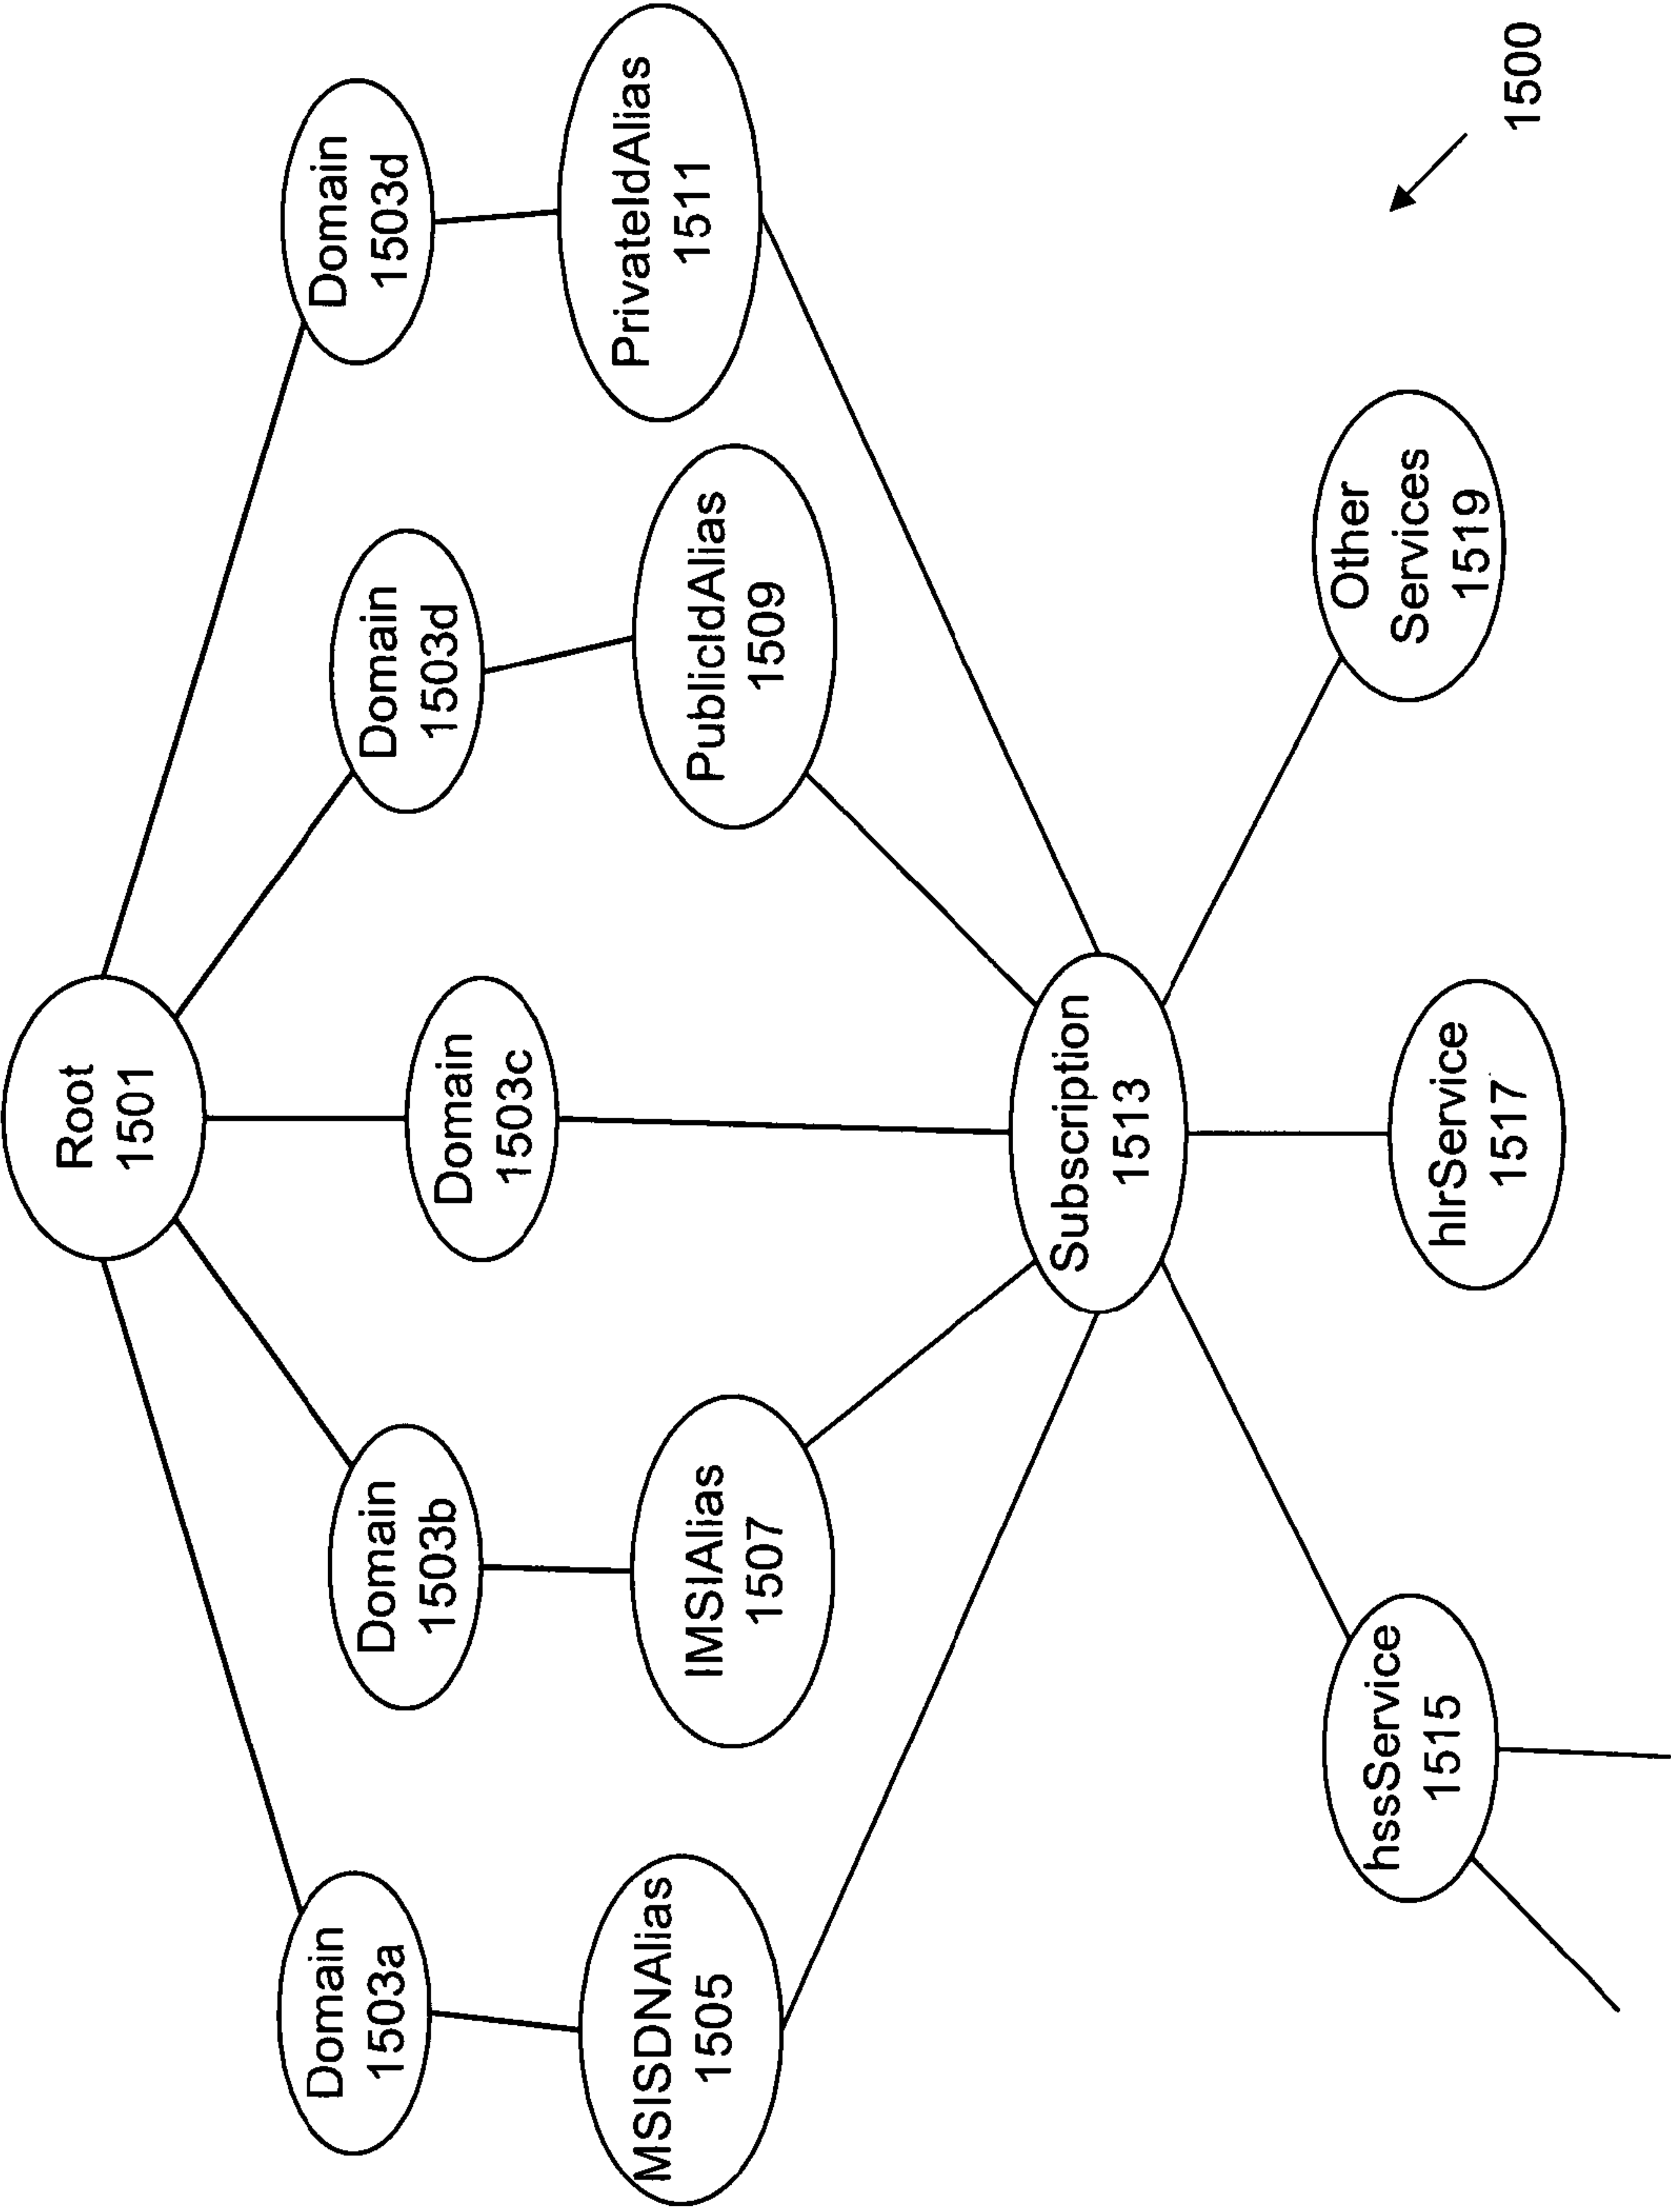 Root
1501
Domain
1503a
Domain
1503b
Domain
1503c
Domain
1503d
Domain
1503d
MSISDNAlias
1505
IMSIAlias
1507
PublicIdAlias
1509
PrivateIdAlias
1511
Subscription
1513
hssService
1515
hlrService
1517
Other
Services
1519
1500